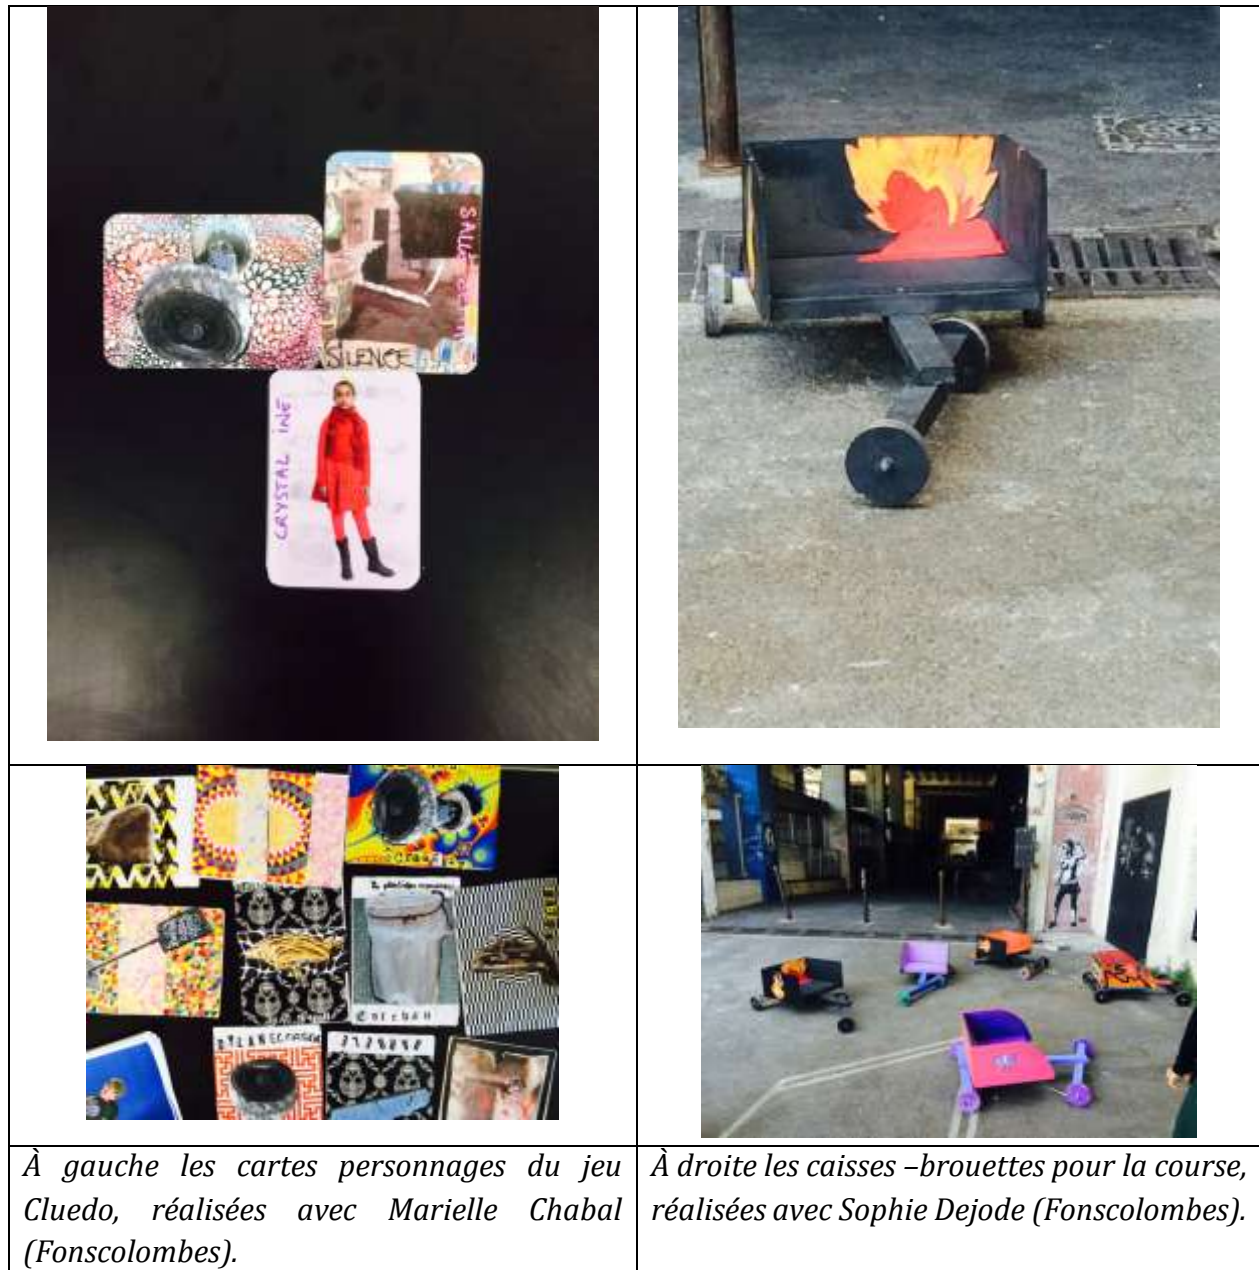 SILENCE
CRYSTAL INE
À gauche les cartes personnages du jeu
Cluedo, réalisées avec Marielle Chabal
(Fonscolombes).
À droite les caisses –brouettes pour la course,
réalisées avec Sophie Dejode (Fonscolombes).